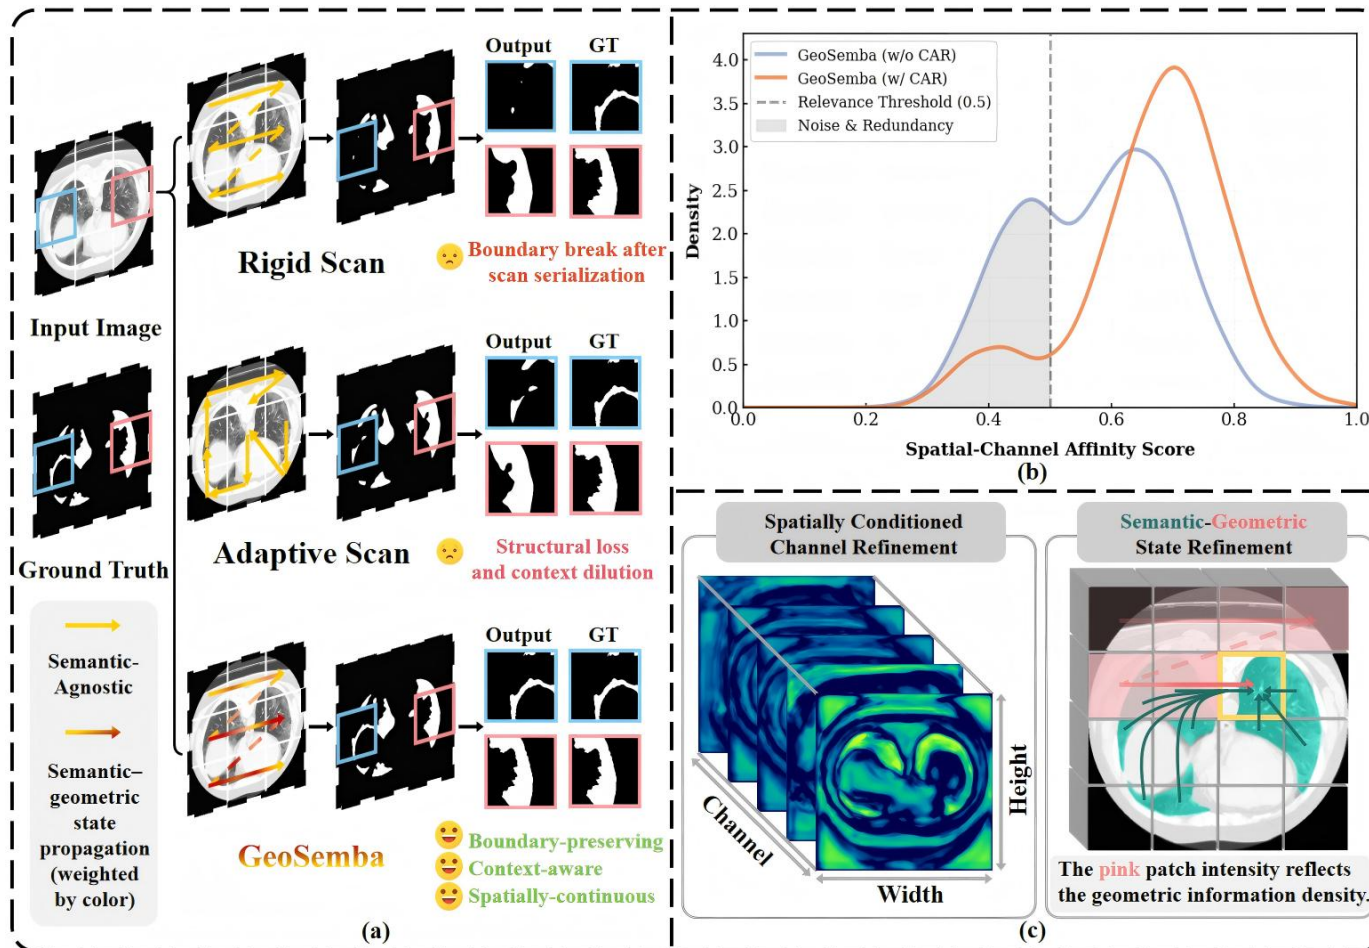 Input Image
Ground Truth
Semantic-
Agnostic
Semantic–
geometric
state
propagation
(weighted
by color)
Output
GT
Rigid Scan
Boundary break after
scan serialization
Output
GT
Adaptive Scan
Structural loss
and context dilution
Output
GT
GeoSemba
Boundary-preserving
Context-aware
Spatially-continuous
(a)
GeoSemba (w/o CAR)
GeoSemba (w/ CAR)
Relevance Threshold (0.5)
Noise & Redundancy
Density
4.0
3.5
3.0
2.5
2.0
1.5
1.0
0.5
0.0
0.0 0.2 0.4 0.6 0.8 1.0
Spatial-Channel Affinity Score
(b)
Spatially Conditioned
Channel Refinement
Channel
Height
Width
Semantic-Geometric
State Refinement
The pink patch intensity reflects
the geometric information density.
(c)